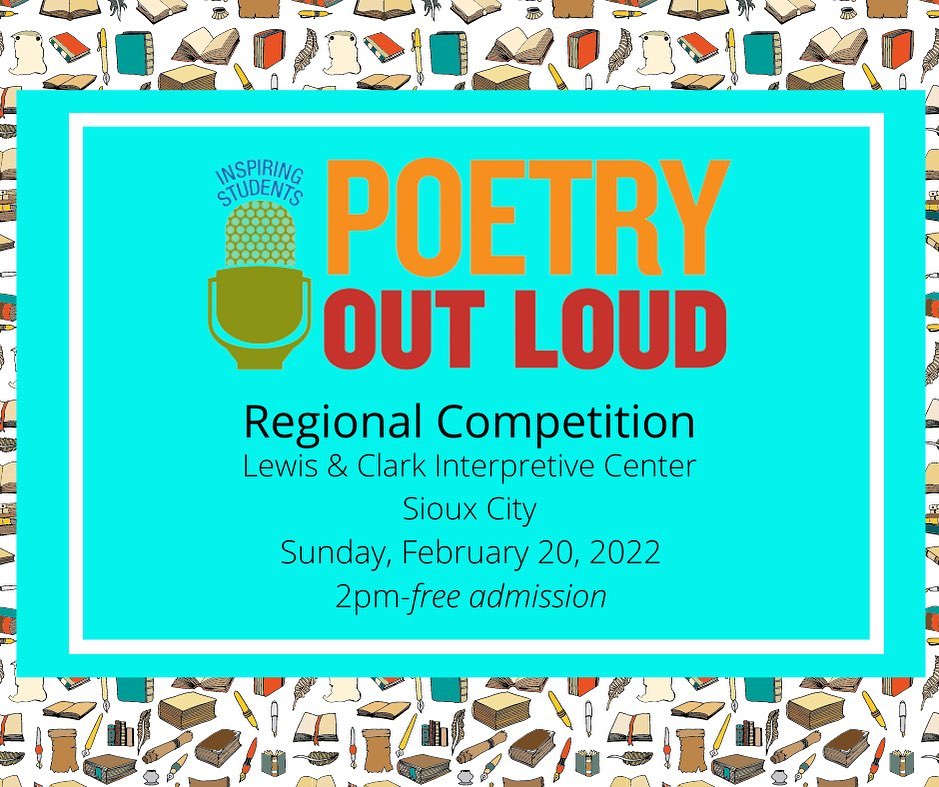 INSPIRING
STUDENTS
POETRY
OUT LOUD
Regional Competition
Lewis & Clark Interpretive Center
Sioux City
Sunday, February 20, 2022
2pm-free admission